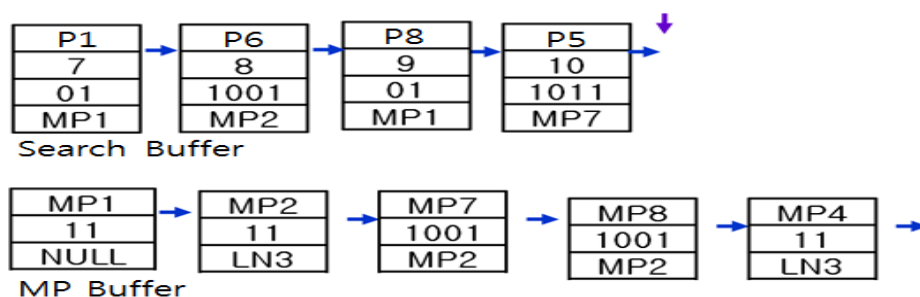 P1 P6 P8 P5
7 8 9 10
01 1001 01 1011
MP1 MP2 MP1 MP7
Search Buffer
MP1 MP2 MP7 MP8 MP4
11 11 1001 1001 11
NULL LN3 MP2 MP2 LN3
MP Buffer